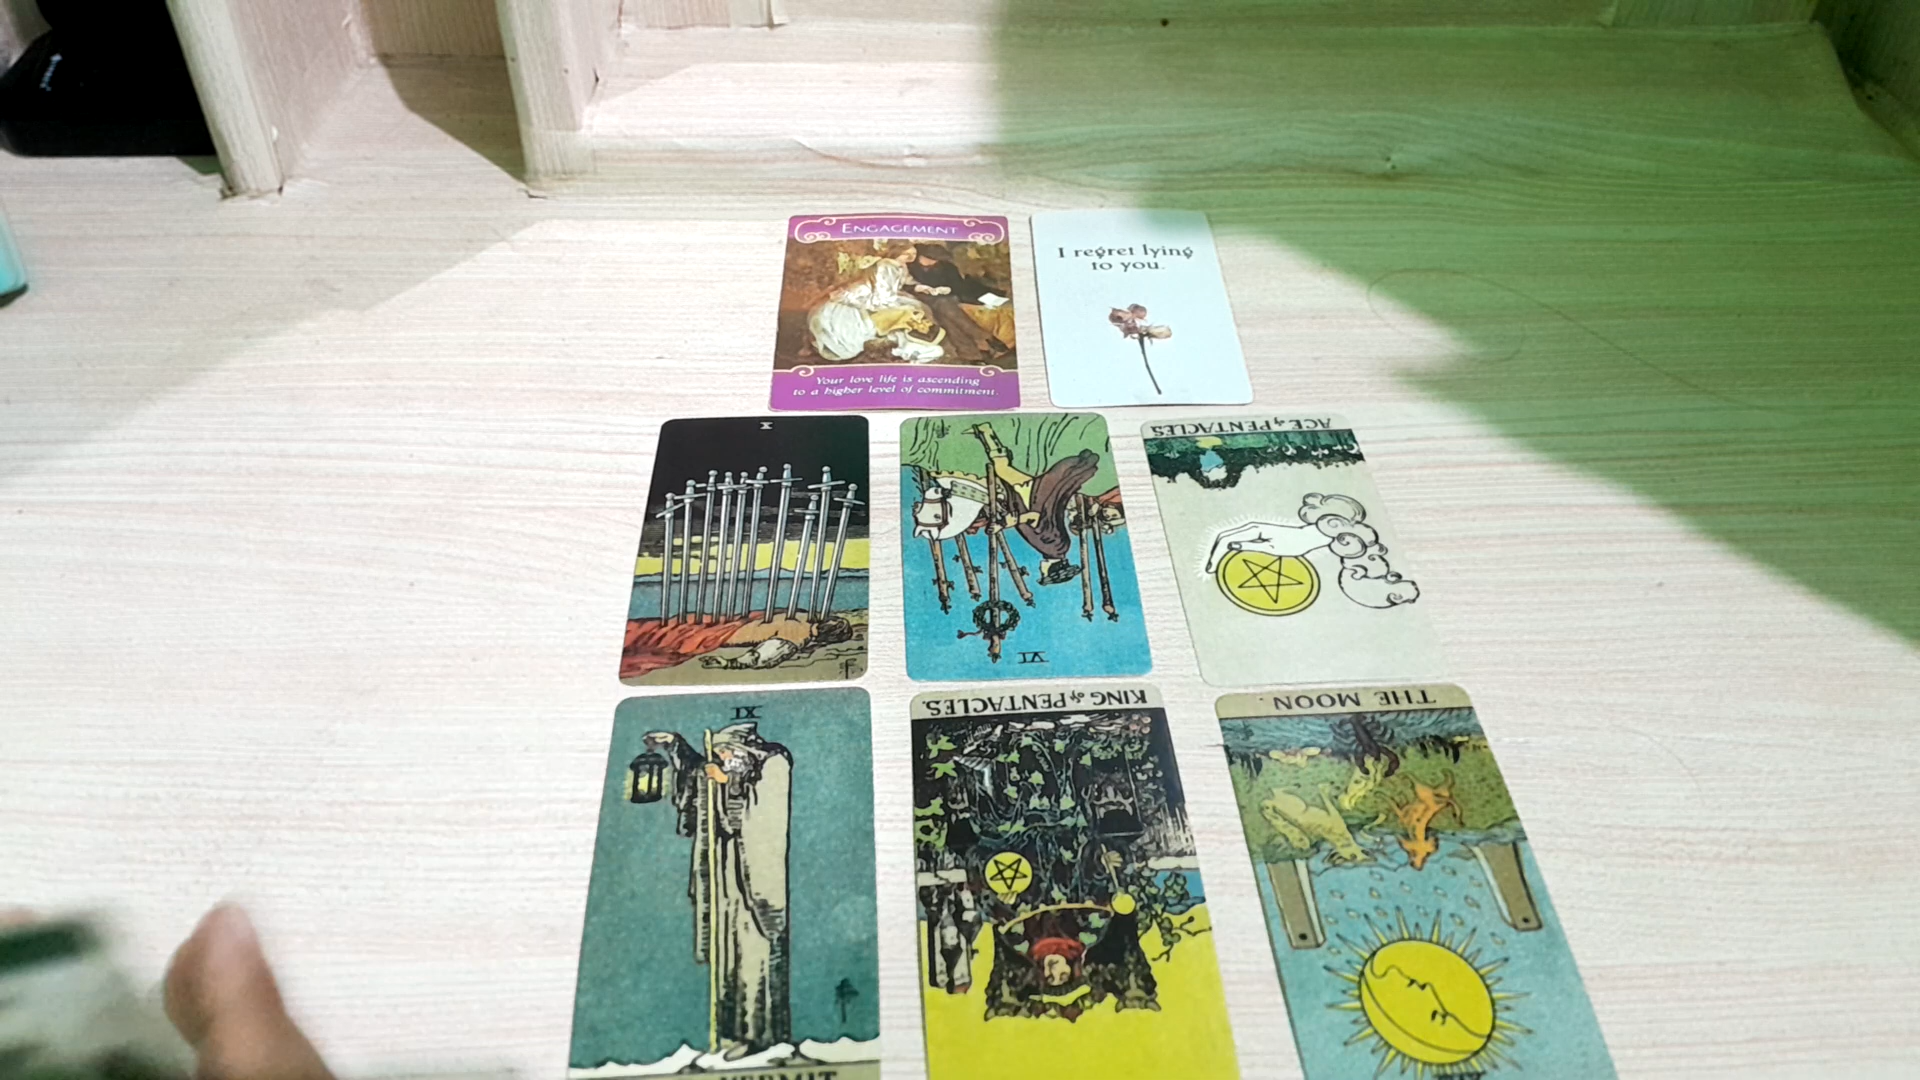 ENGAGEMENT
Your love life is ascending
to a higher level of commitment.
I regret lying
to you.
X
VI
ACE of PENTACLES
IX
KING of PENTACLES.
THE MOON.
HERMIT